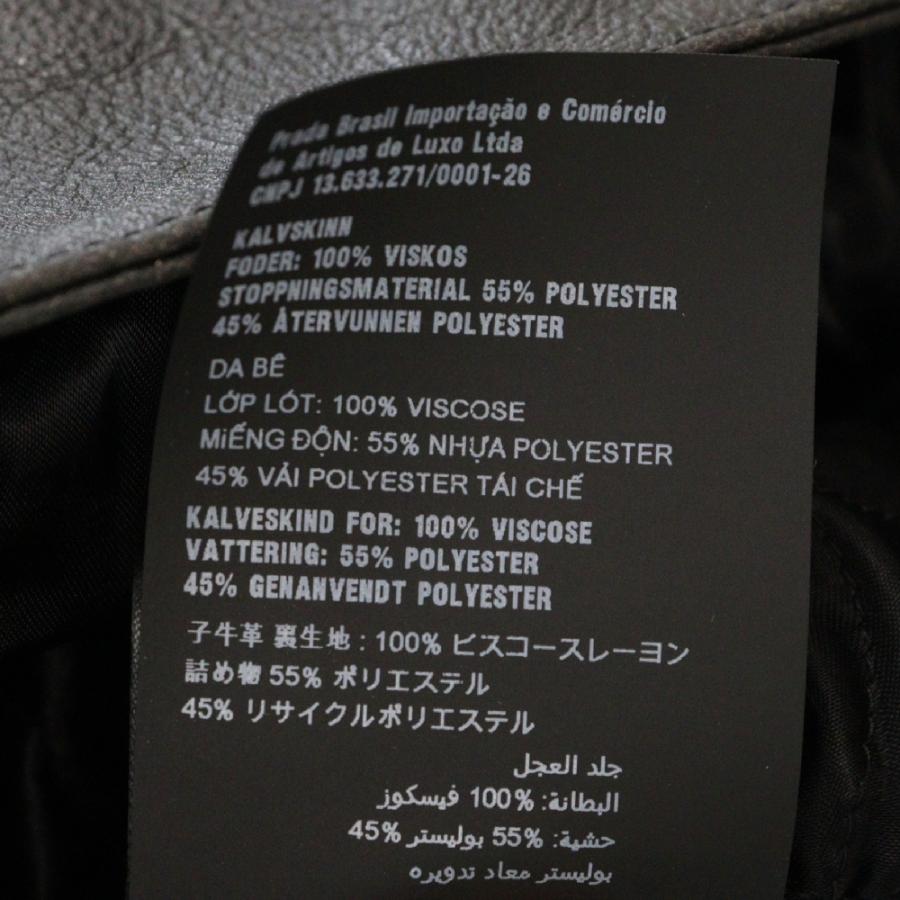 Prada Brasil Importação e Comércio
de Artigos de Luxo Ltda
CNPJ 13.633.271/0001-26
KALVSKINN
FODER: 100% VISKOS
STOPPNINGSMATERIAL 55% POLYESTER
45% ÅTERVUNNEN POLYESTER
DA BÊ
LỚP LÓT: 100% VISCOSE
MIẾNG ĐỘN: 55% NHỰA POLYESTER
45% VẢI POLYESTER TÁI CHẾ
KALVESKIND FOR: 100% VISCOSE
VATTERING: 55% POLYESTER
45% GENANVENDT POLYESTER
子牛革 裏生地 : 100% ビスコースレーヨン
詰め物 55% ポリエステル
45% リサイクルポリエステル
جلد العجل
البطانة: %100 فيسكوز
حشية: %55 بوليستر %45
بوليستر معاد تدويره